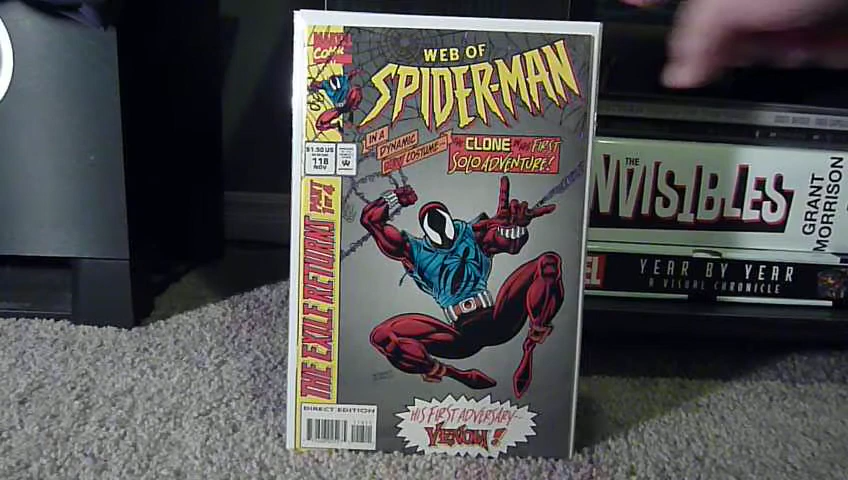 MARVEL
COMICS
WEB OF
SPIDER-MAN
$1.50 US
118
NOV
IN A
DYNAMIC
COSTUME--
THE CLONE IN HIS FIRST
SOLO ADVENTURE!
THE EXILE RETURNS PART 1 OF 4
DIRECT EDITION
HIS FIRST ADVERSARY--
VENOM!
THE
INVISIBLES
GRANT
MORRISON
YEAR BY YEAR
A VISUAL CHRONICLE